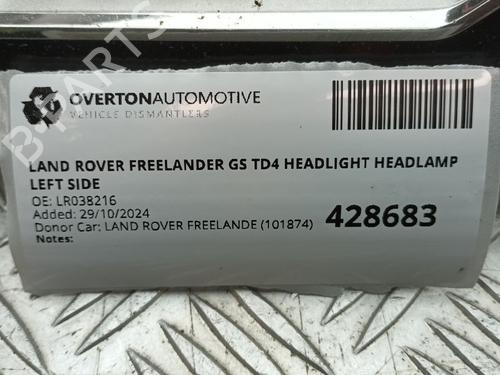 OVERTONAUTOMOTIVE
VEHICLE DISMANTLERS
LAND ROVER FREELANDER GS TD4 HEADLIGHT HEADLAMP
LEFT SIDE
OE: LR038216
Added: 29/10/2024
Donor Car: LAND ROVER FREELANDE (101874)
Notes:
428683
B-PARTS